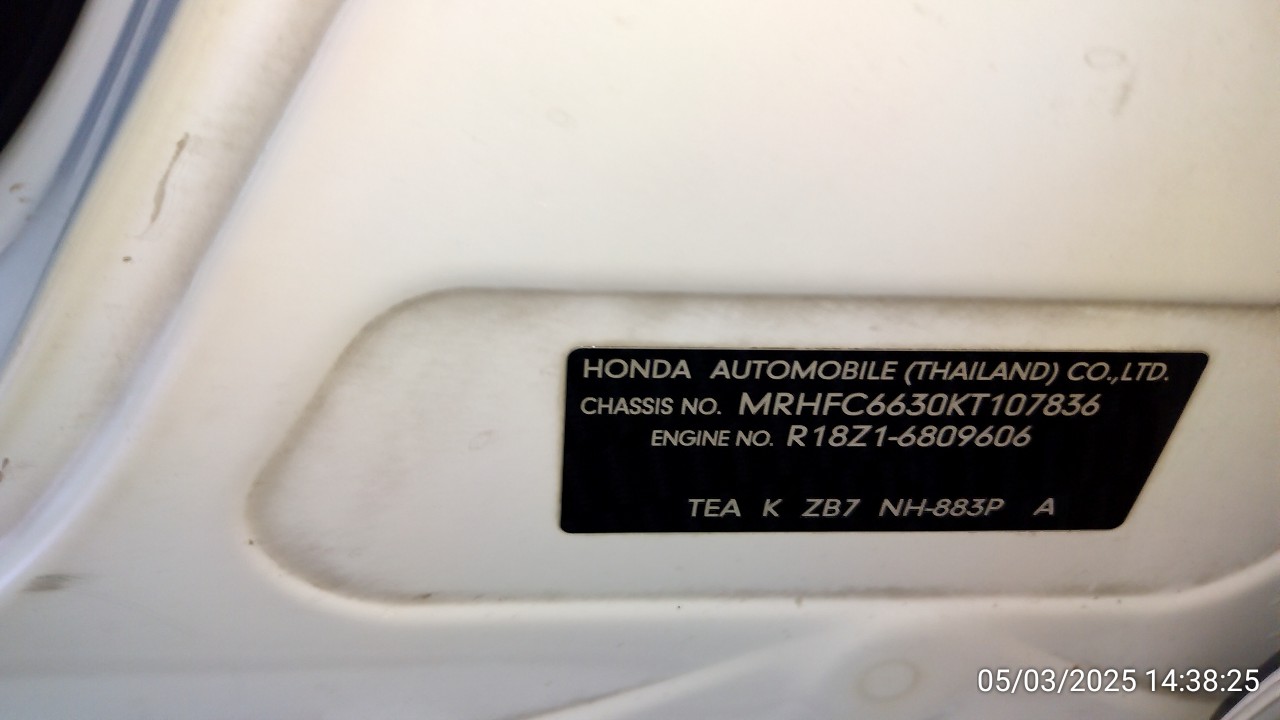 HONDA AUTOMOBILE (THAILAND) CO.,LTD.
CHASSIS NO. MRHFC6630KT107836
ENGINE NO. R18Z1-6809606
TEA K ZB7 NH-883P A
05/03/2025 14:38:25